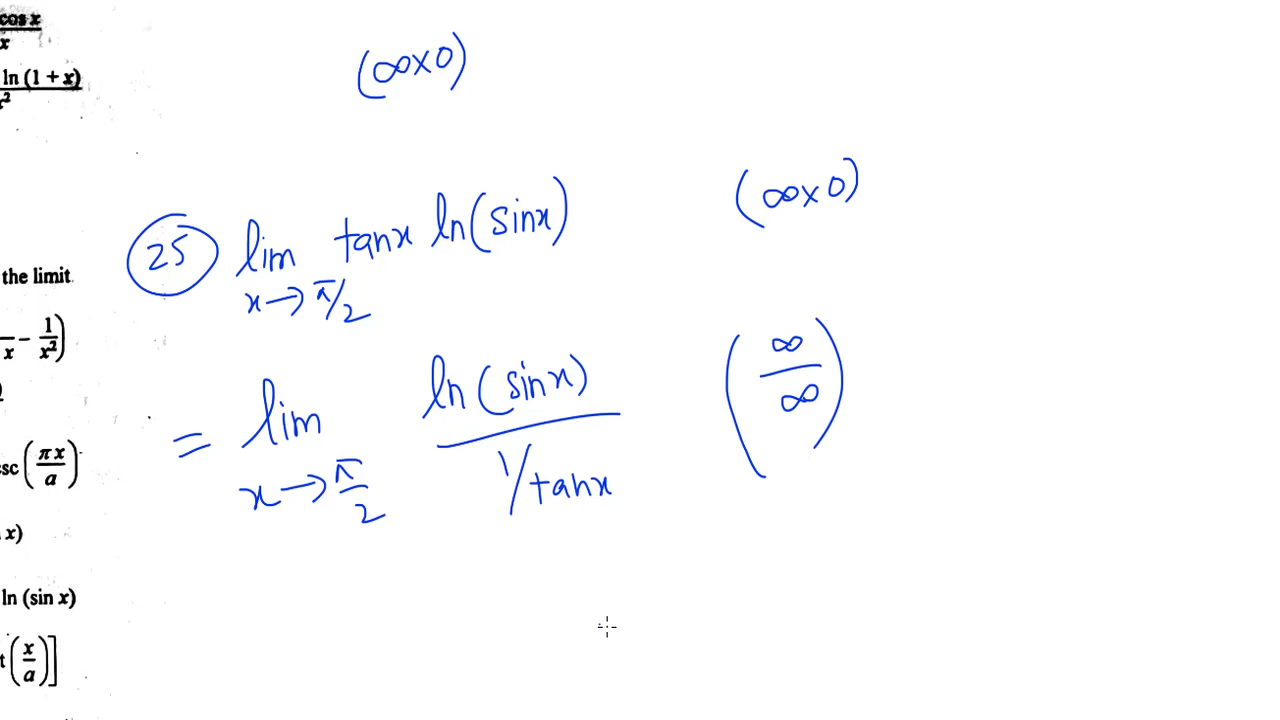 cos x
x
ln (1 + x)
x²
(∞×0)
(25) lim tanx ln(sinx) (∞×0)
x→π/2
the limit
x − 1/x²)
= lim ln(sinx) / 1/tanx (∞/∞)
x→π/2
sc (πx/a)
x)
ln (sin x)
t(x/a)]